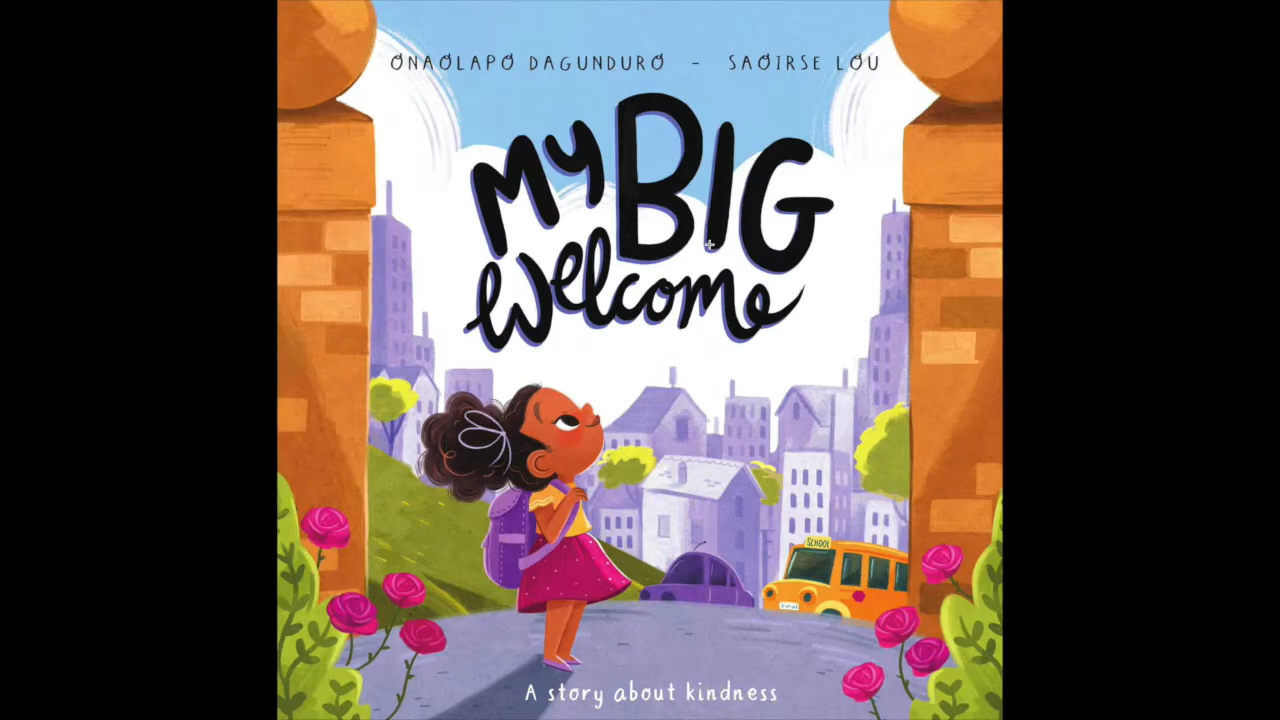 ONAOLAPO DAGUNDURO - SAOIRSE LOU
My BIG
Welcome
SCHOOL
A story about kindness